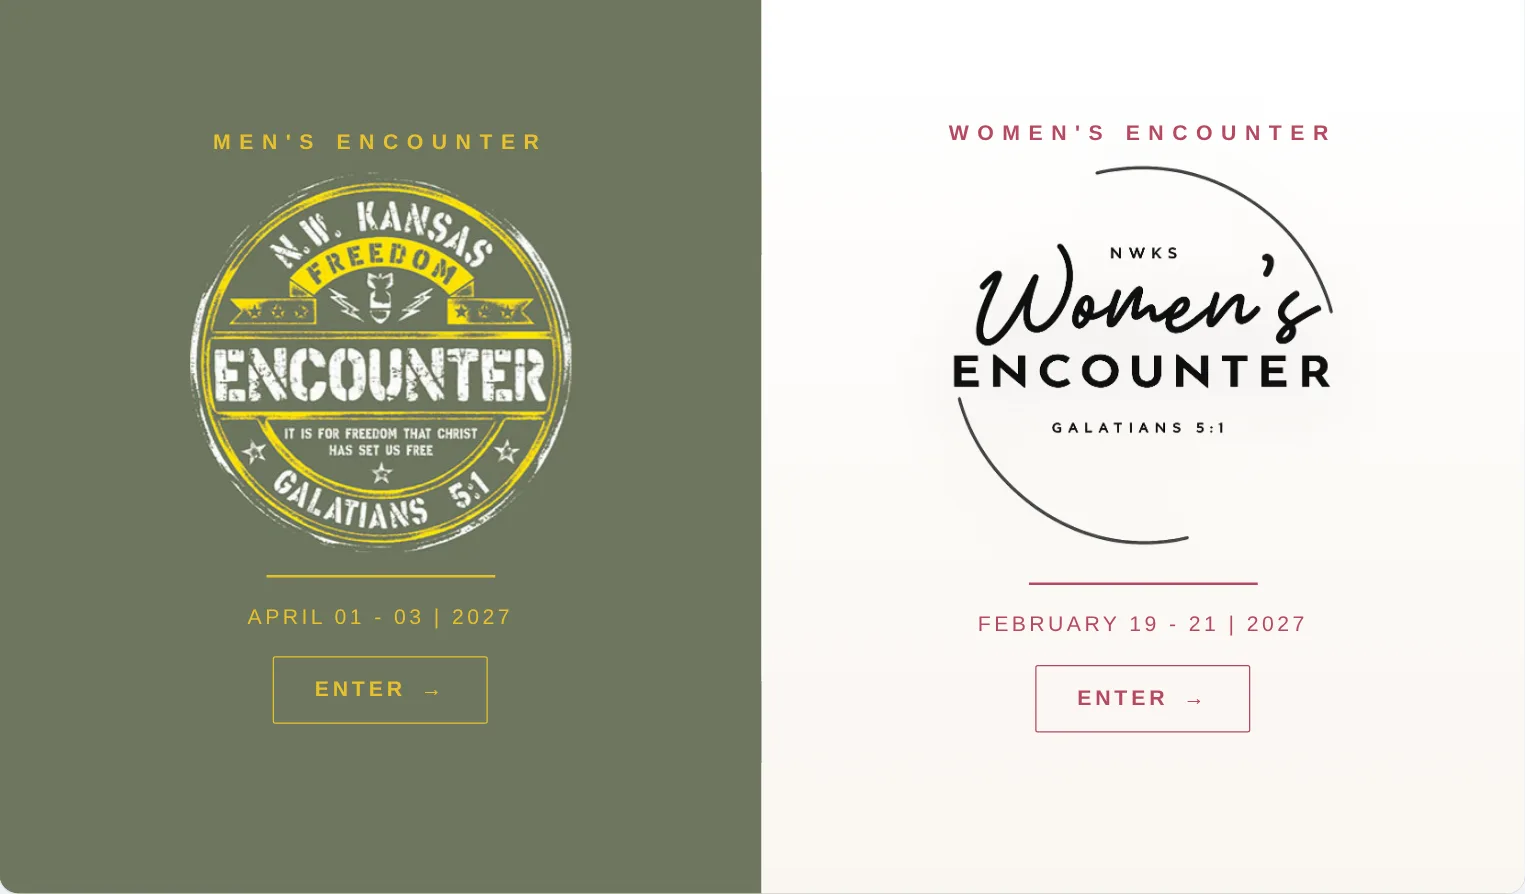 MEN'S ENCOUNTER
N.W. KANSAS
FREEDOM
ENCOUNTER
IT IS FOR FREEDOM THAT CHRIST
HAS SET US FREE
GALATIANS 5:1
APRIL 01 - 03 | 2027
ENTER →
WOMEN'S ENCOUNTER
NWKS
Women's
ENCOUNTER
GALATIANS 5:1
FEBRUARY 19 - 21 | 2027
ENTER →